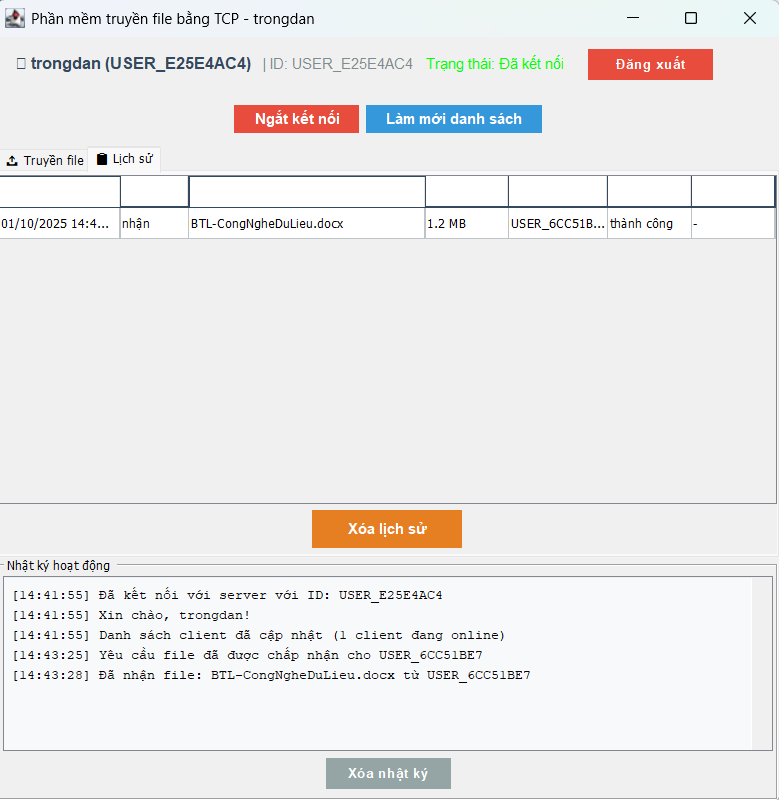 Phần mềm truyền file bằng TCP - trongdan
trongdan (USER_E25E4AC4) | ID: USER_E25E4AC4 Trạng thái: Đã kết nối Đăng xuất
Ngắt kết nối Làm mới danh sách
Truyền file Lịch sử
01/10/2025 14:4... nhận BTL-CongNgheDuLieu.docx 1.2 MB USER_6CC51B... thành công -
Xóa lịch sử
Nhật ký hoạt động
[14:41:55] Đã kết nối với server với ID: USER_E25E4AC4
[14:41:55] Xin chào, trongdan!
[14:41:55] Danh sách client đã cập nhật (1 client đang online)
[14:43:25] Yêu cầu file đã được chấp nhận cho USER_6CC51BE7
[14:43:28] Đã nhận file: BTL-CongNgheDuLieu.docx từ USER_6CC51BE7
Xóa nhật ký